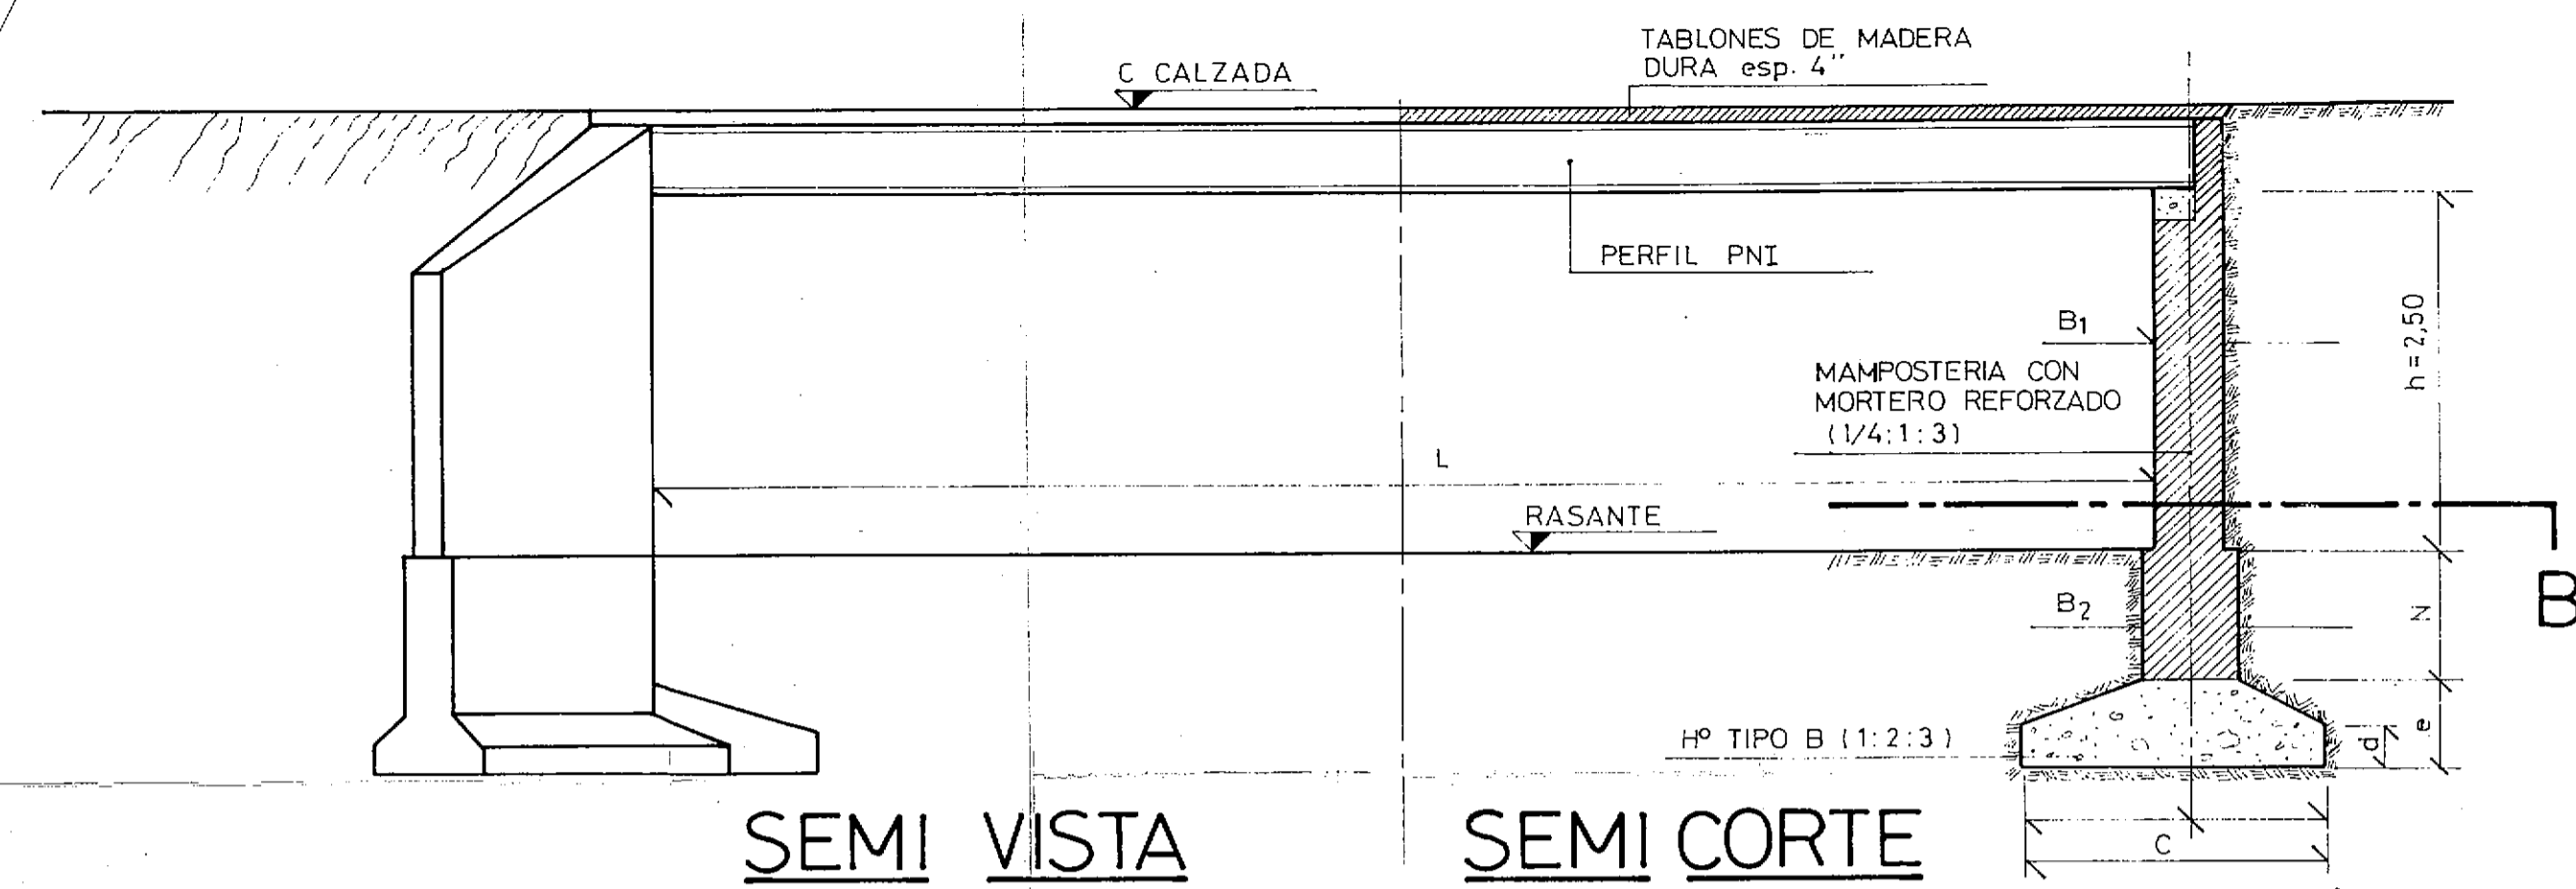 TABLONES DE MADERA
DURA esp. 4"
C CALZADA
PERFIL PNI
B1
h=2,50
MAMPOSTERIA CON
MORTERO REFORZADO
(1/4:1:3)
L
RASANTE
B
B2
N
Hº TIPO B (1:2:3)
d
e
SEMI VISTA
SEMI CORTE
C